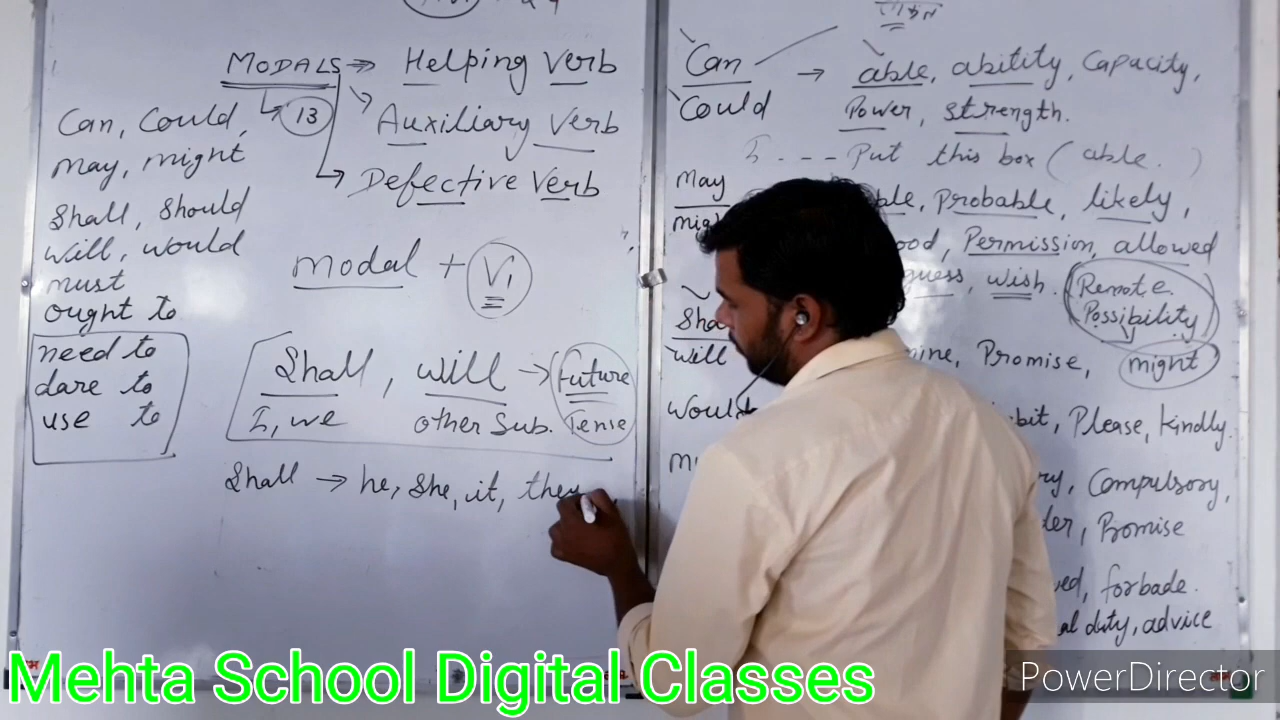 MODALS → Helping Verb
13
Auxiliary Verb
Defective Verb
Can, Could,
may, might
Shall, Should
Will, would
must
ought to
need to
dare to
use to
modal + V1
Shall, will → Future
I, we other Sub. Tense
Shall → he, She, it, they
Can → able, abitity, Capacity,
Could Power, strength.
I - - - Put this box ( able. )
May Probable, likely,
Permission, allowed
guess, wish. Remote
Possibility
will Promise, might
Would Please, kindly.
Compulsory,
Promise
forbade.
duty, advice
Mehta School Digital Classes
PowerDirector